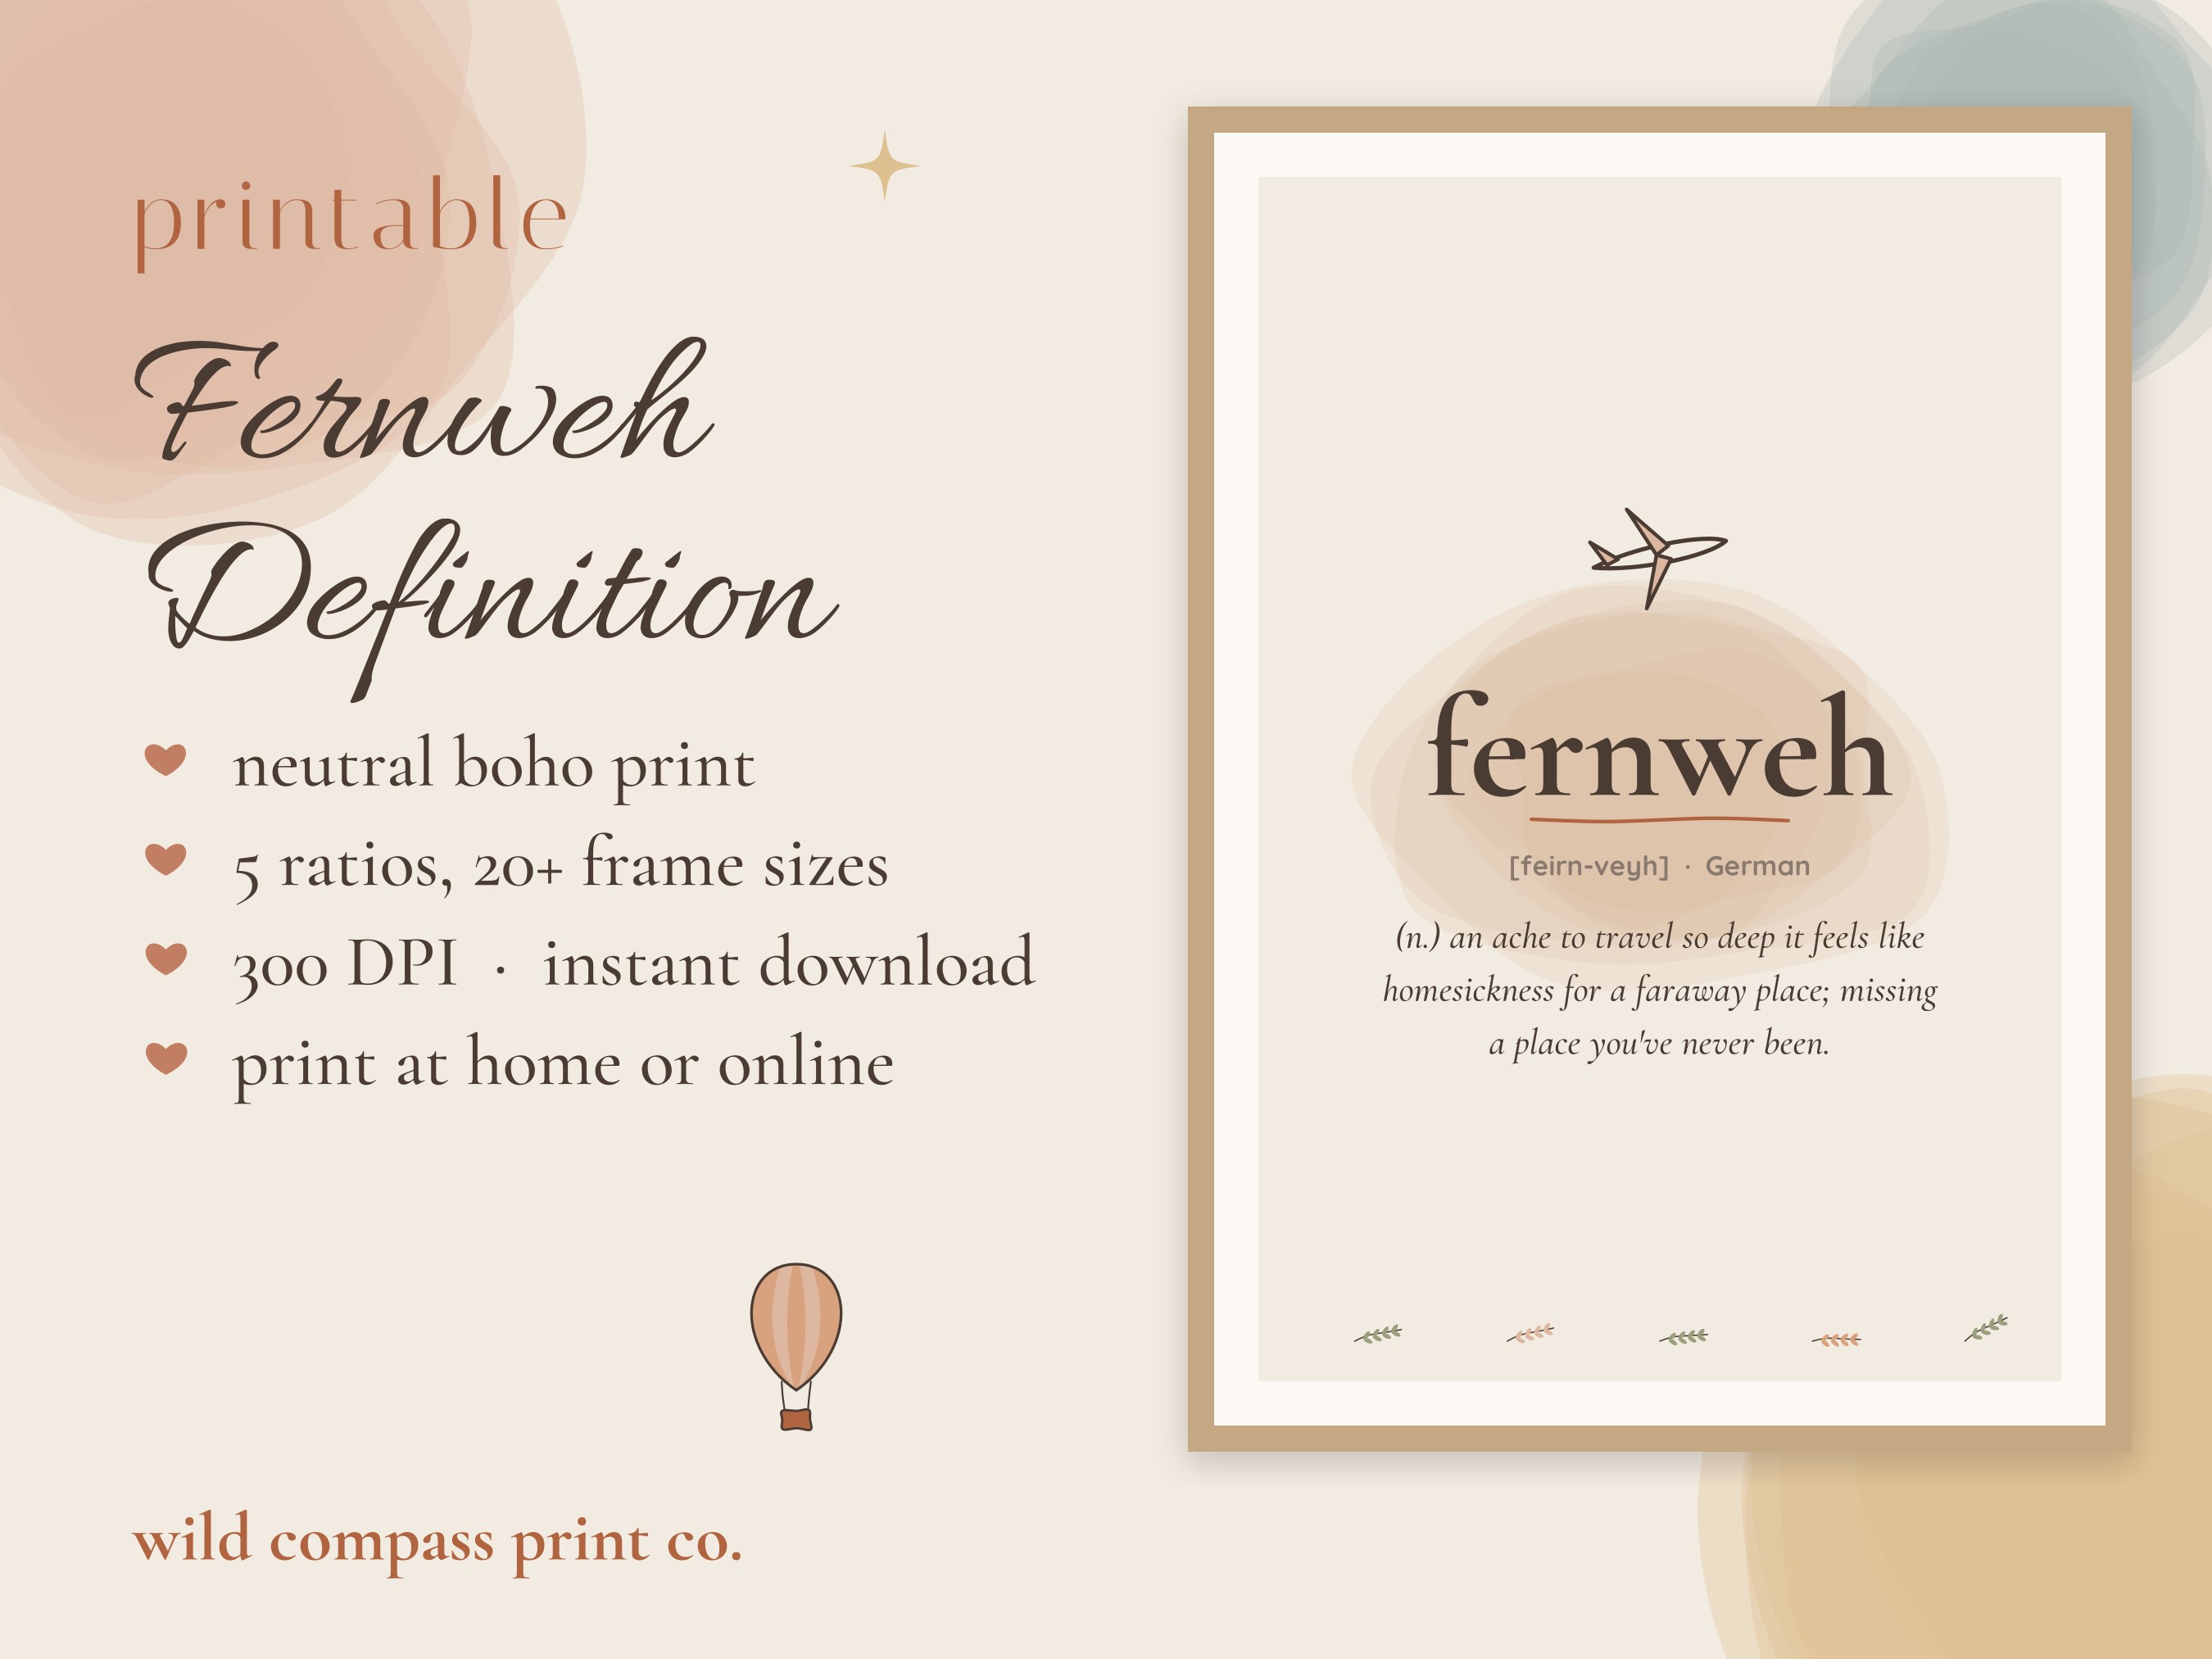 printable
Fernweh
Definition
neutral boho print
5 ratios, 20+ frame sizes
300 DPI · instant download
print at home or online
wild compass print co.
fernweh
[feirn-veyh] · German
(n.) an ache to travel so deep it feels like
homesickness for a faraway place; missing
a place you've never been.